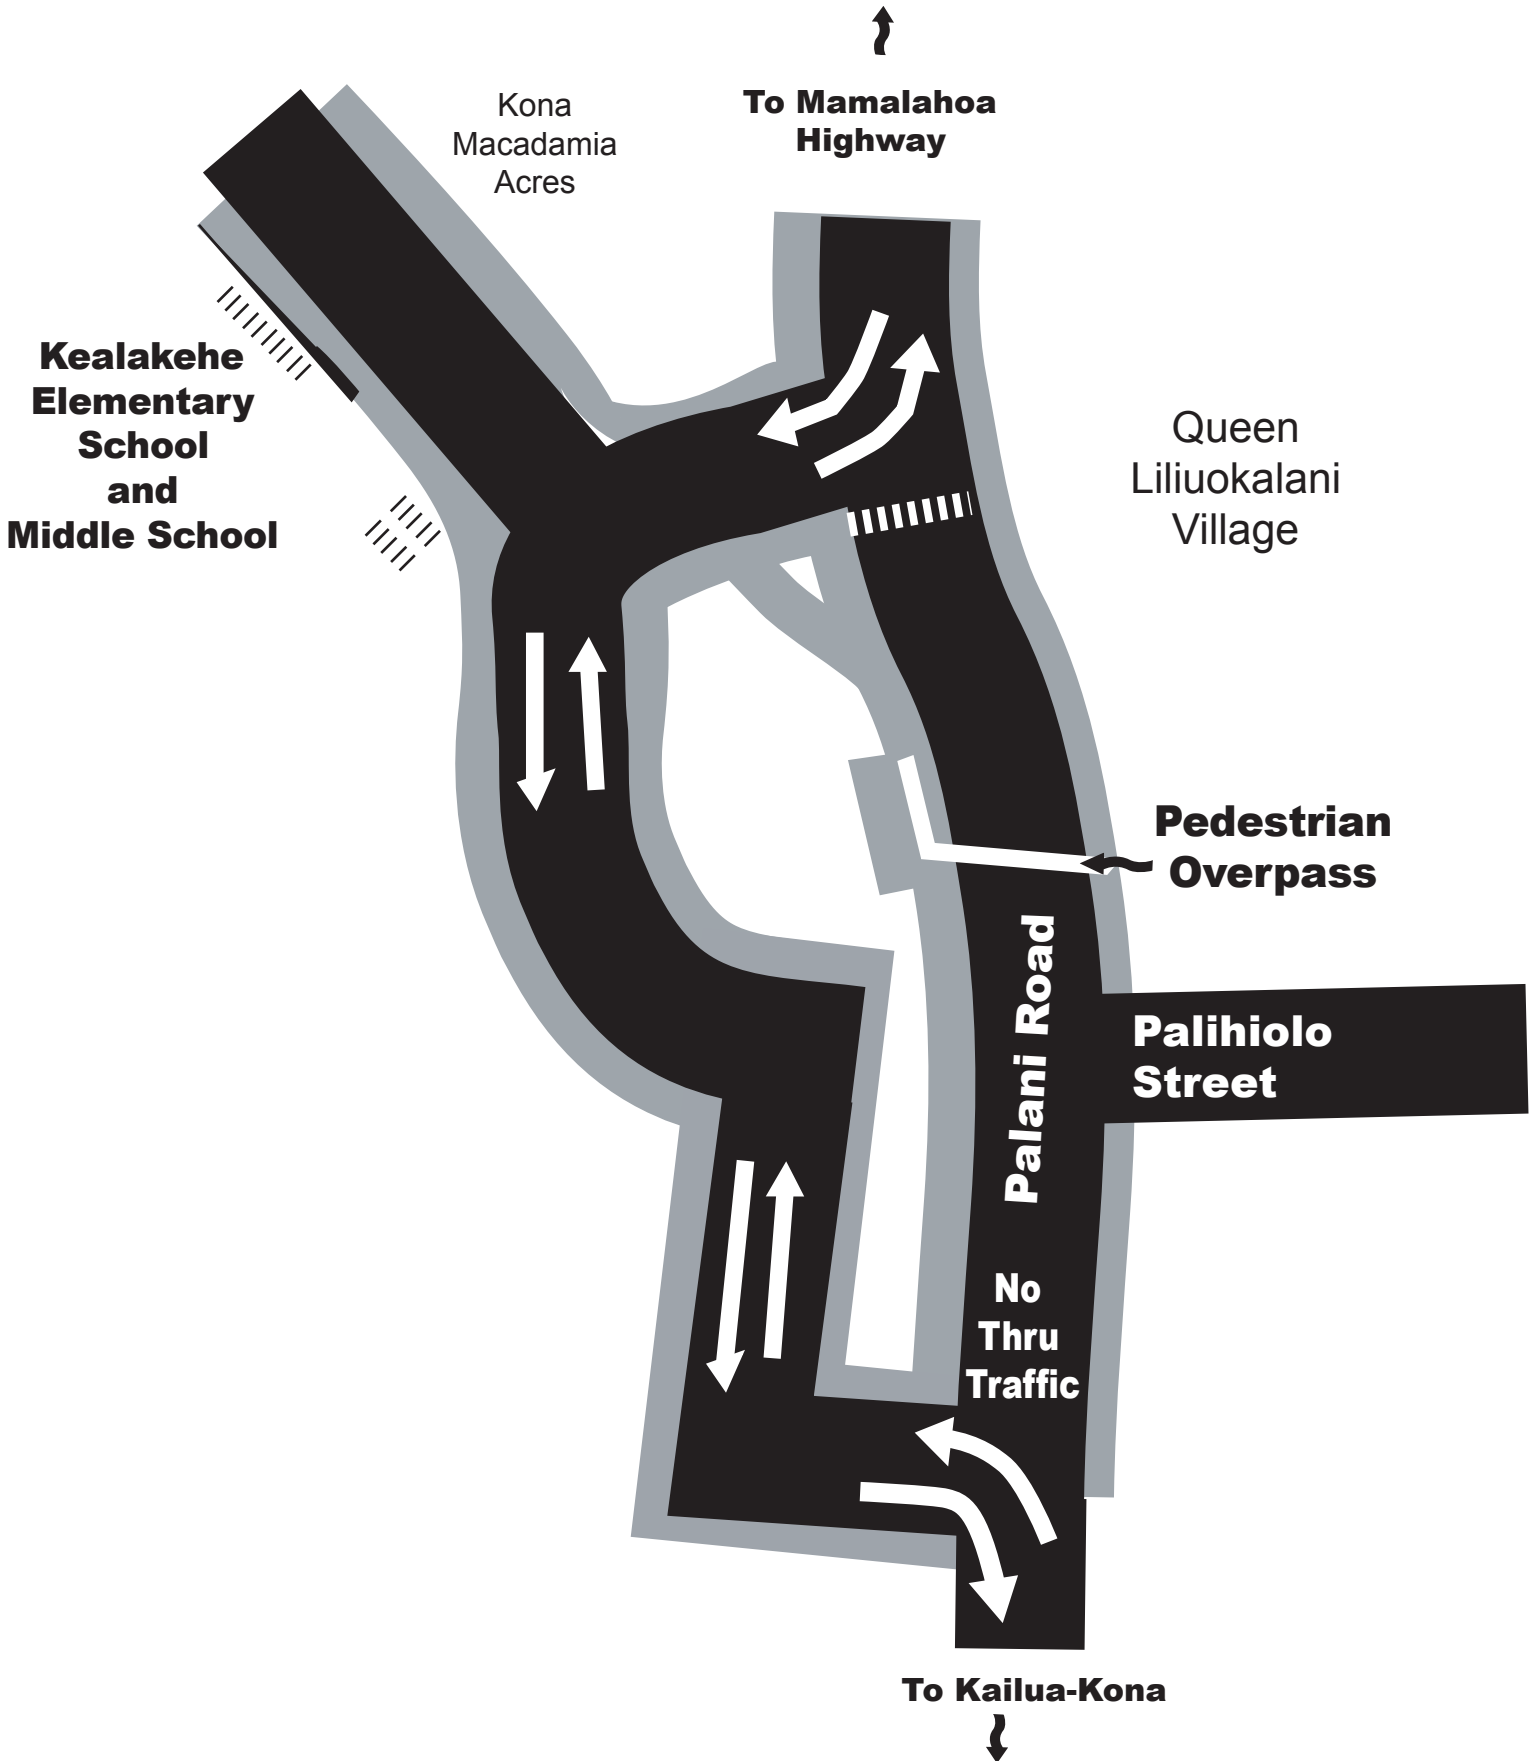 Kona
Macadamia
Acres
To Mamalahoa
Highway
Kealakehe
Elementary
School
and
Middle School
Queen
Liliuokalani
Village
Pedestrian
Overpass
Palani Road
Palihiolo
Street
No
Thru
Traffic
To Kailua-Kona